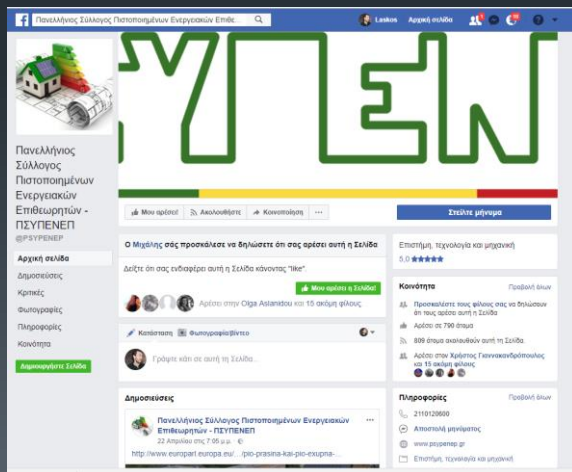 Πανελλήνιος Σύλλογος Πιστοποιημένων Ενεργειακών Επιθε...
Laskos
Αρχική σελίδα
ΨΥΠΕΝ
Πανελλήνιος
Σύλλογος
Πιστοποιημένων
Ενεργειακών
Επιθεωρητών -
ΠΣΥΠΕΝΕΠ
@PSYPENEP
Αρχική σελίδα
Δημοσιεύσεις
Κριτικές
Φωτογραφίες
Πληροφορίες
Κοινότητα
Δημιουργήστε Σελίδα
Μου αρέσει!
Ακολουθήστε
Κοινοποίηση
Στείλτε μήνυμα
Ο Μιχάλης σάς προσκάλεσε να δηλώσετε ότι σας αρέσει αυτή η Σελίδα
Δείξτε ότι σας ενδιαφέρει αυτή η Σελίδα κάνοντας "like".
Μου αρέσει η Σελίδα!
Αρέσει στην Olga Aslanidou και 15 ακόμη φίλους
Κατάσταση
Φωτογραφία/βίντεο
Γράψτε κάτι σε αυτή τη Σελίδα...
Δημοσιεύσεις
Πανελλήνιος Σύλλογος Πιστοποιημένων Ενεργειακών
Επιθεωρητών - ΠΣΥΠΕΝΕΠ
22 Απριλίου στις 7:05 μ.μ.
http://www.europarl.europa.eu/.../pio-prasina-kai-pio-exupna-...
Επιστήμη, τεχνολογία και μηχανική
5,0 ★★★★★
Κοινότητα
Προβολή όλων
Προσκαλέστε τους φίλους σας να δηλώσουν
ότι τους αρέσει αυτή η Σελίδα
Αρέσει σε 790 άτομα
809 άτομα ακολουθούν αυτή τη Σελίδα
Αρέσει στον Χρήστος Γιαννακανδρόπουλος
και 15 ακόμη φίλους
Πληροφορίες
Προβολή όλων
2110120600
Αποστολή μηνύματος
www.psypenep.gr
Επιστήμη, τεχνολογία και μηχανική